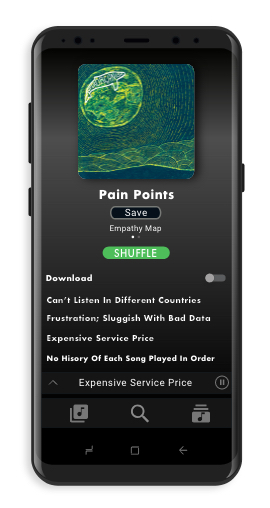 Pain Points
Save
Empathy Map
SHUFFLE
Download
Can't Listen In Different Countries
Frustration; Sluggish With Bad Data
Expensive Service Price
No Hisory Of Each Song Played In Order
Expensive Service Price